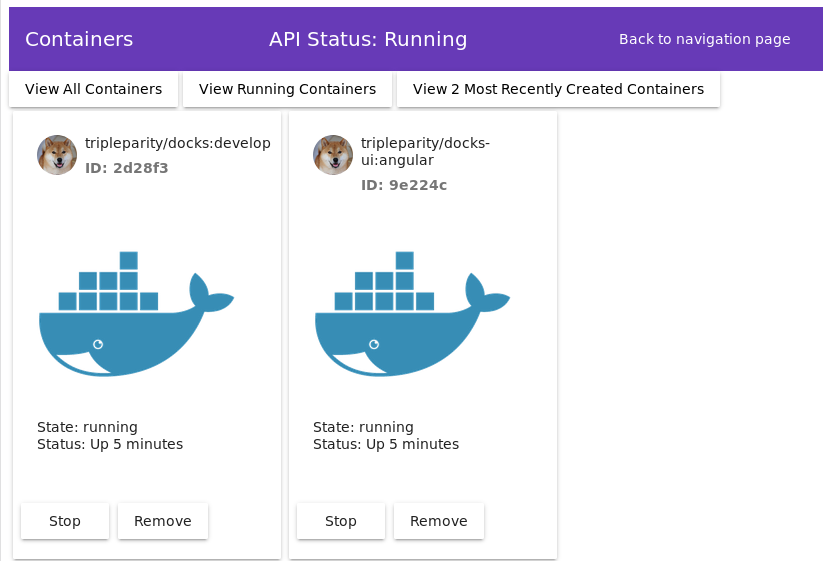 Containers
API Status: Running
Back to navigation page
View All Containers
View Running Containers
View 2 Most Recently Created Containers
tripleparity/docks:develop
ID: 2d28f3
State: running
Status: Up 5 minutes
Stop
Remove
tripleparity/docks-
ui:angular
ID: 9e224c
State: running
Status: Up 5 minutes
Stop
Remove